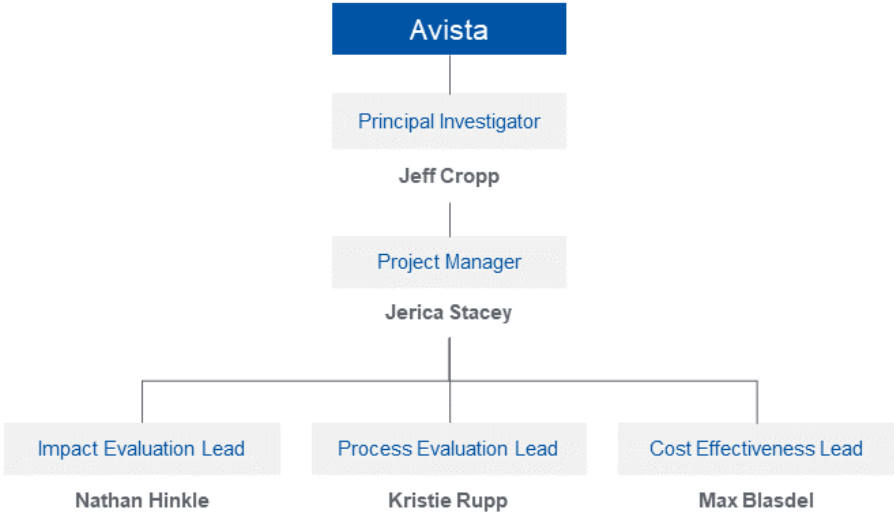 Avista
Principal Investigator
Jeff Cropp
Project Manager
Jerica Stacey
Impact Evaluation Lead
Process Evaluation Lead
Cost Effectiveness Lead
Nathan Hinkle
Kristie Rupp
Max Blasdel